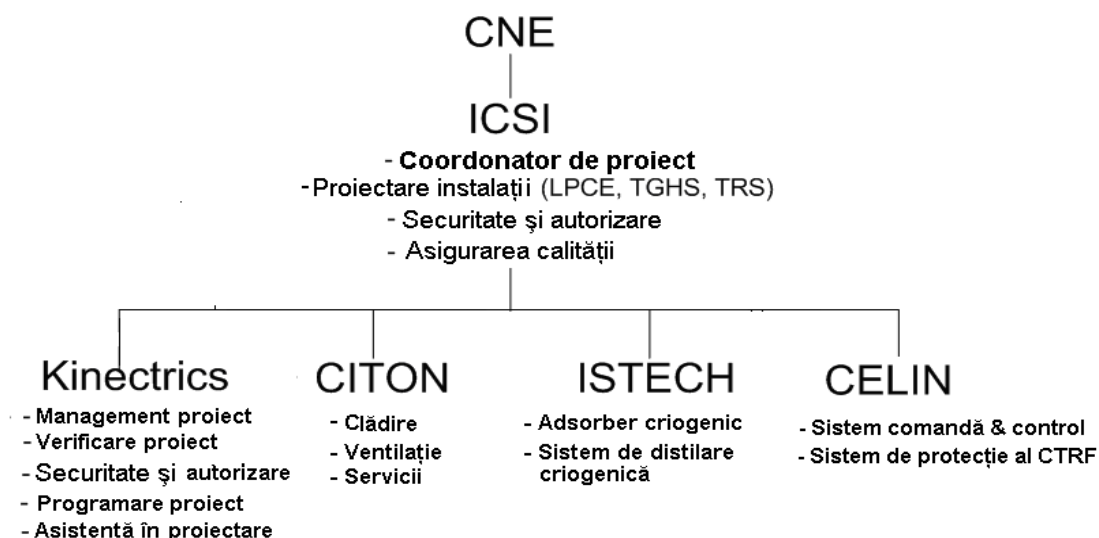 CNE
ICSI
- Coordonator de proiect
-Proiectare instalații (LPCE, TGHS, TRS)
- Securitate şi autorizare
- Asigurarea calității
Kinectrics
- Management proiect
- Verificare proiect
- Securitate şi autorizare
- Programare proiect
- Asistentă în proiectare
CITON
- Clădire
- Ventilație
- Servicii
ISTECH
- Adsorber criogenic
- Sistem de distilare
criogenică
CELIN
- Sistem comandă & control
- Sistem de protecție al CTRF